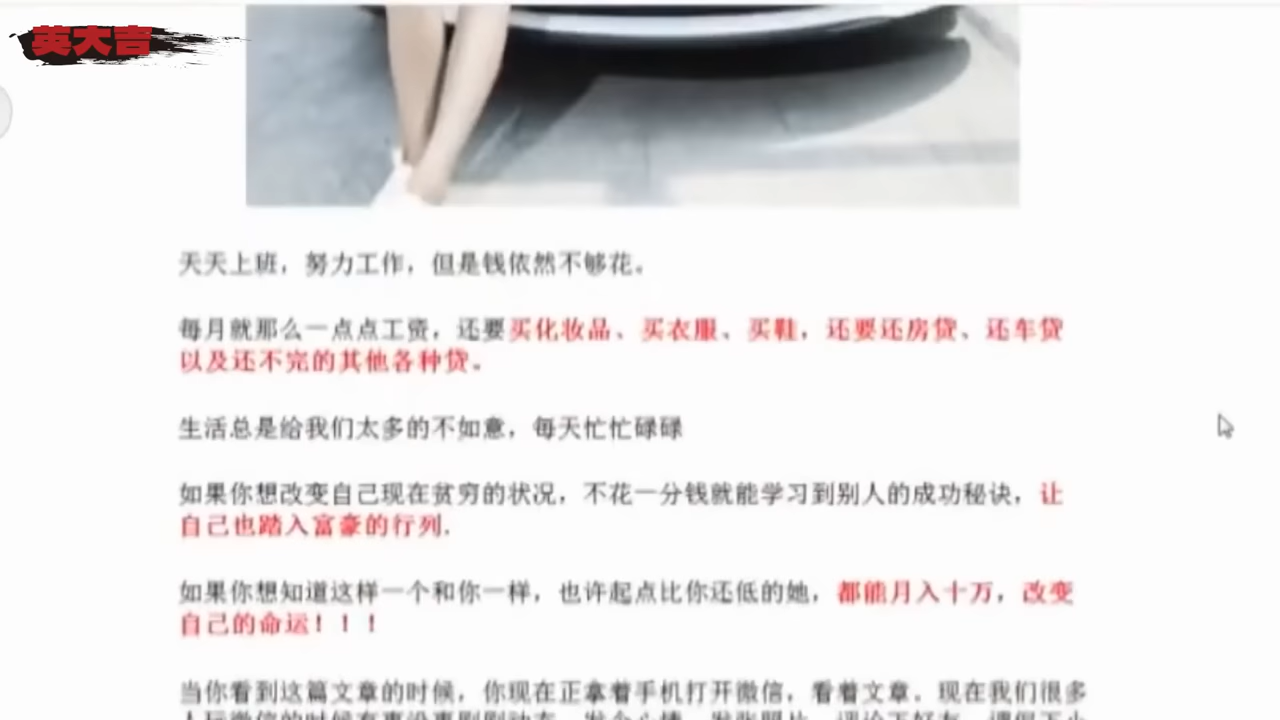 英大吉
天天上班，努力工作，但是钱依然不够花。
每月就那么一点点工资，还要买化妆品、买衣服、买鞋，还要还房贷、还车贷
以及还不完的其他各种贷。
生活总是给我们太多的不如意，每天忙忙碌碌
如果你想改变自己现在贫穷的状况，不花一分钱就能学习到别人的成功秘诀，让
自己也踏入富豪的行列.
如果你想知道这样一个和你一样，也许起点比你还低的她，都能月入十万，改变
自己的命运！！！
当你看到这篇文章的时候，你现在正拿着手机打开微信，看着文章．现在我们很多